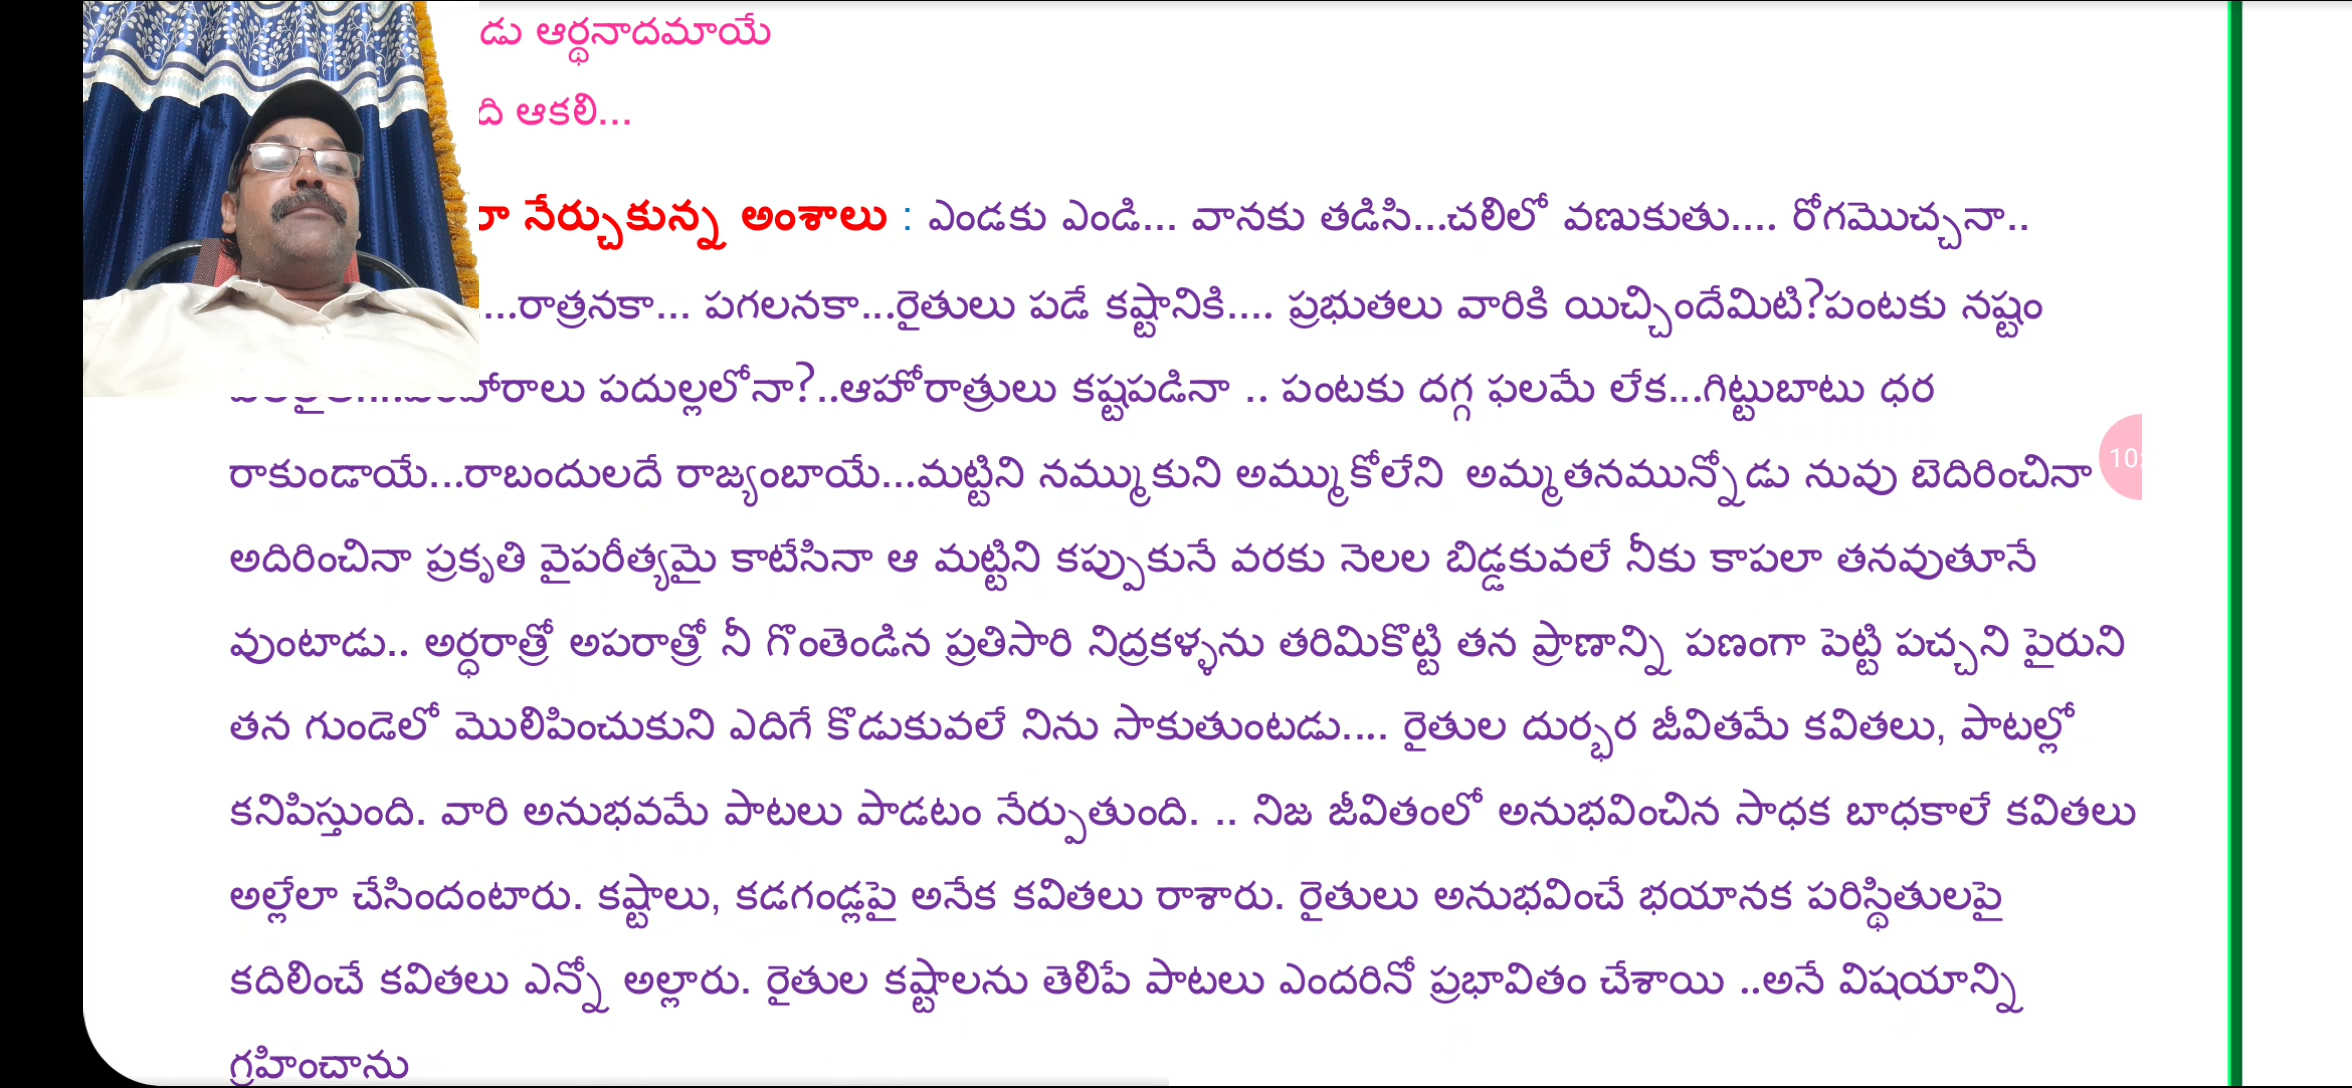 డు ఆర్థనాదమాయే
ది ఆకలి...
రా నేర్చుకున్న అంశాలు : ఎండకు ఎండి... వానకు తడిసి...చలిలో వణుకుతు.... రోగమొచ్చనా..
...రాత్రనకా... పగలనకా...రైతులు పడే కష్టానికి.... ప్రభుతలు వారికి యిచ్చిందేమిటి?పంటకు నష్టం
పదుల్లలోనా?..ఆహోరాత్రులు కష్టపడినా .. పంటకు దగ్గ ఫలమే లేక...గిట్టుబాటు ధర
రాకుండాయే...రాబందులదే రాజ్యంబాయే...మట్టిని నమ్ముకుని అమ్ముకోలేని అమ్మతనమున్నోడు నువు బెదిరించినా
10:
అదిరించినా ప్రకృతి వైపరీత్యమై కాటేసినా ఆ మట్టిని కప్పుకునే వరకు నెలల బిడ్డకువలే నీకు కాపలా తనవుతూనే
వుంటాడు.. అర్ధరాత్రో అపరాత్రో నీ గొంతెండిన ప్రతిసారి నిద్రకళ్ళను తరిమికొట్టి తన ప్రాణాన్ని పణంగా పెట్టి పచ్చని పైరుని
తన గుండెలో మొలిపించుకుని ఎదిగే కొడుకువలే నిను సాకుతుంటడు.... రైతుల దుర్భర జీవితమే కవితలు, పాటల్లో
కనిపిస్తుంది. వారి అనుభవమే పాటలు పాడటం నేర్పుతుంది. .. నిజ జీవితంలో అనుభవించిన సాధక బాధకాలే కవితలు
అల్లేలా చేసిందంటారు. కష్టాలు, కడగండ్లపై అనేక కవితలు రాశారు. రైతులు అనుభవించే భయానక పరిస్థితులపై
కదిలించే కవితలు ఎన్నో అల్లారు. రైతుల కష్టాలను తెలిపే పాటలు ఎందరినో ప్రభావితం చేశాయి ..అనే విషయాన్ని
గ్రహించాను